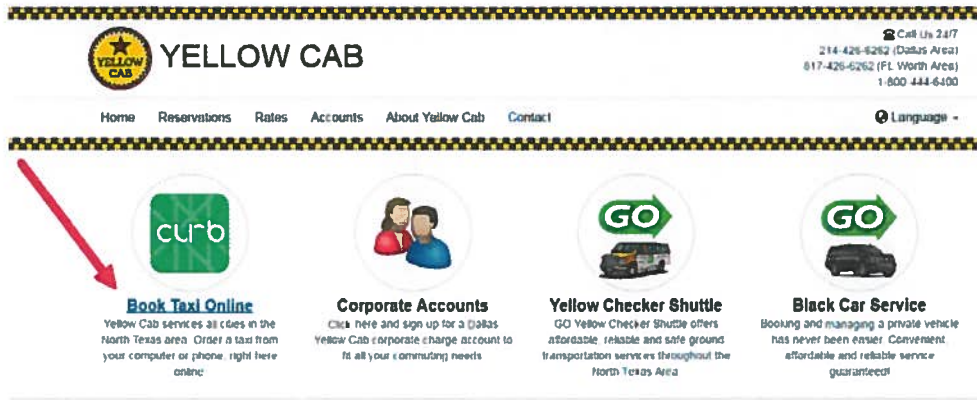 YELLOW CAB
YELLOW CAB
Call Us 24/7
214-426-6262 (Dallas Area)
817-426-6262 (Ft. Worth Area)
1-800-444-6400
Home Reservations Rates Accounts About Yellow Cab Contact Language
curb
GO
GO
Book Taxi Online
Yellow Cab services all cities in the
North Texas area. Order a taxi from
your computer or phone, right here
online
Corporate Accounts
Click here and sign up for a Dallas
Yellow Cab corporate charge account to
fit all your commuting needs
Yellow Checker Shuttle
GO Yellow Checker Shuttle offers
affordable, reliable and safe ground
transportation services throughout the
North Texas Area
Black Car Service
Booking and managing a private vehicle
has never been easier. Convenient,
affordable and reliable service
guaranteed!